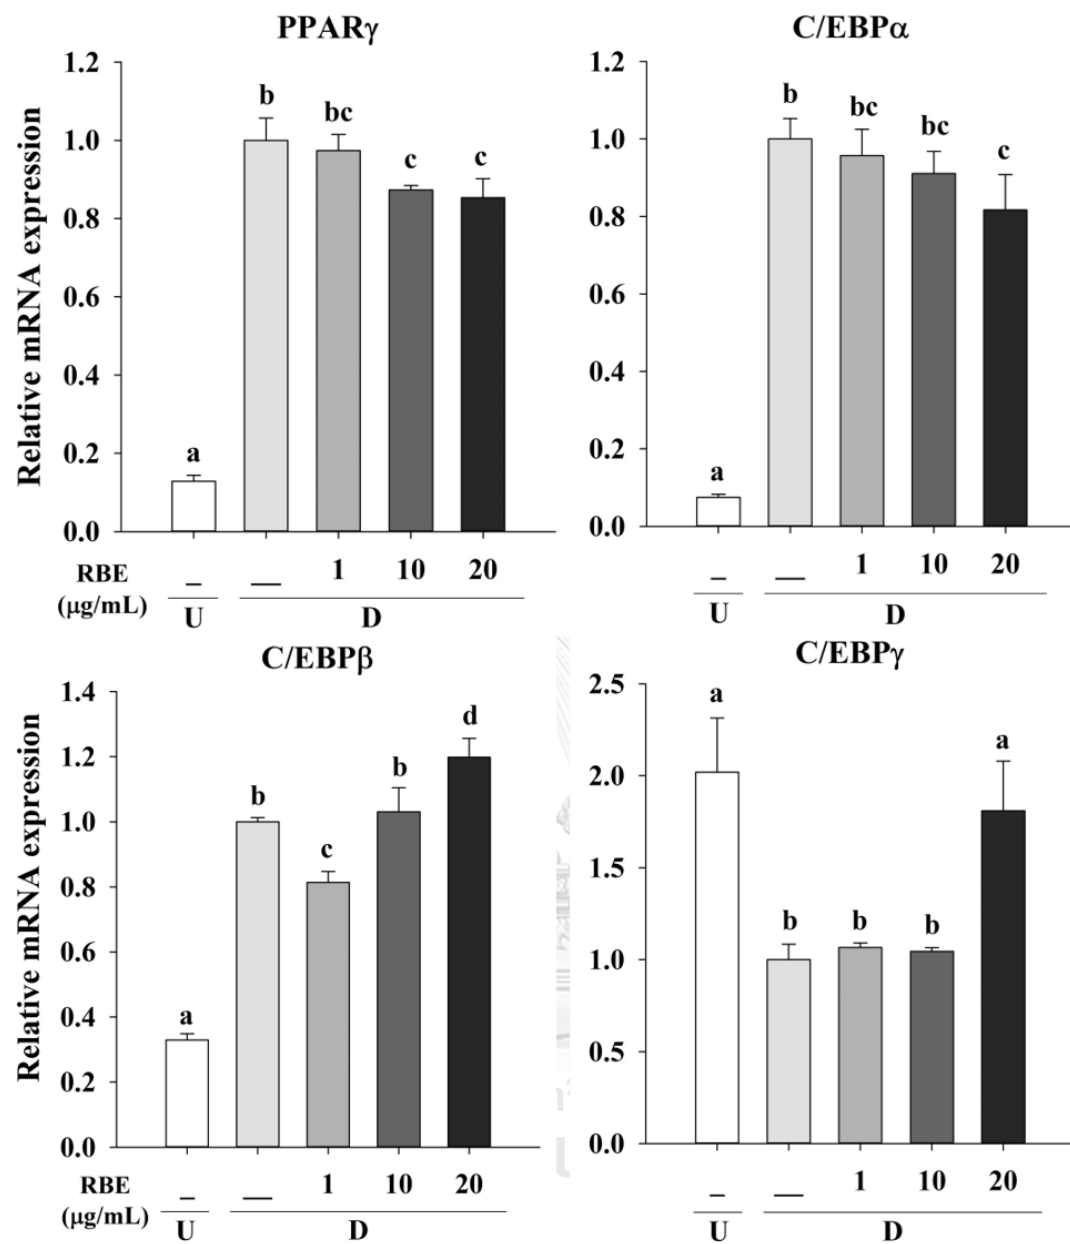 PPARγ
Relative mRNA expression
1.2
1.0
0.8
0.6
0.4
0.2
0.0
a
b
bc
c
c
RBE
(µg/mL)
– — 1 10 20
U D
C/EBPα
1.2
1.0
0.8
0.6
0.4
0.2
0.0
a
b
bc
bc
c
– — 1 10 20
U D
C/EBPβ
Relative mRNA expression
1.4
1.2
1.0
0.8
0.6
0.4
0.2
0.0
a
b
c
b
d
RBE
(µg/mL)
– — 1 10 20
U D
C/EBPγ
2.5
2.0
1.5
1.0
0.5
0.0
a
b
b
b
a
– — 1 10 20
U D